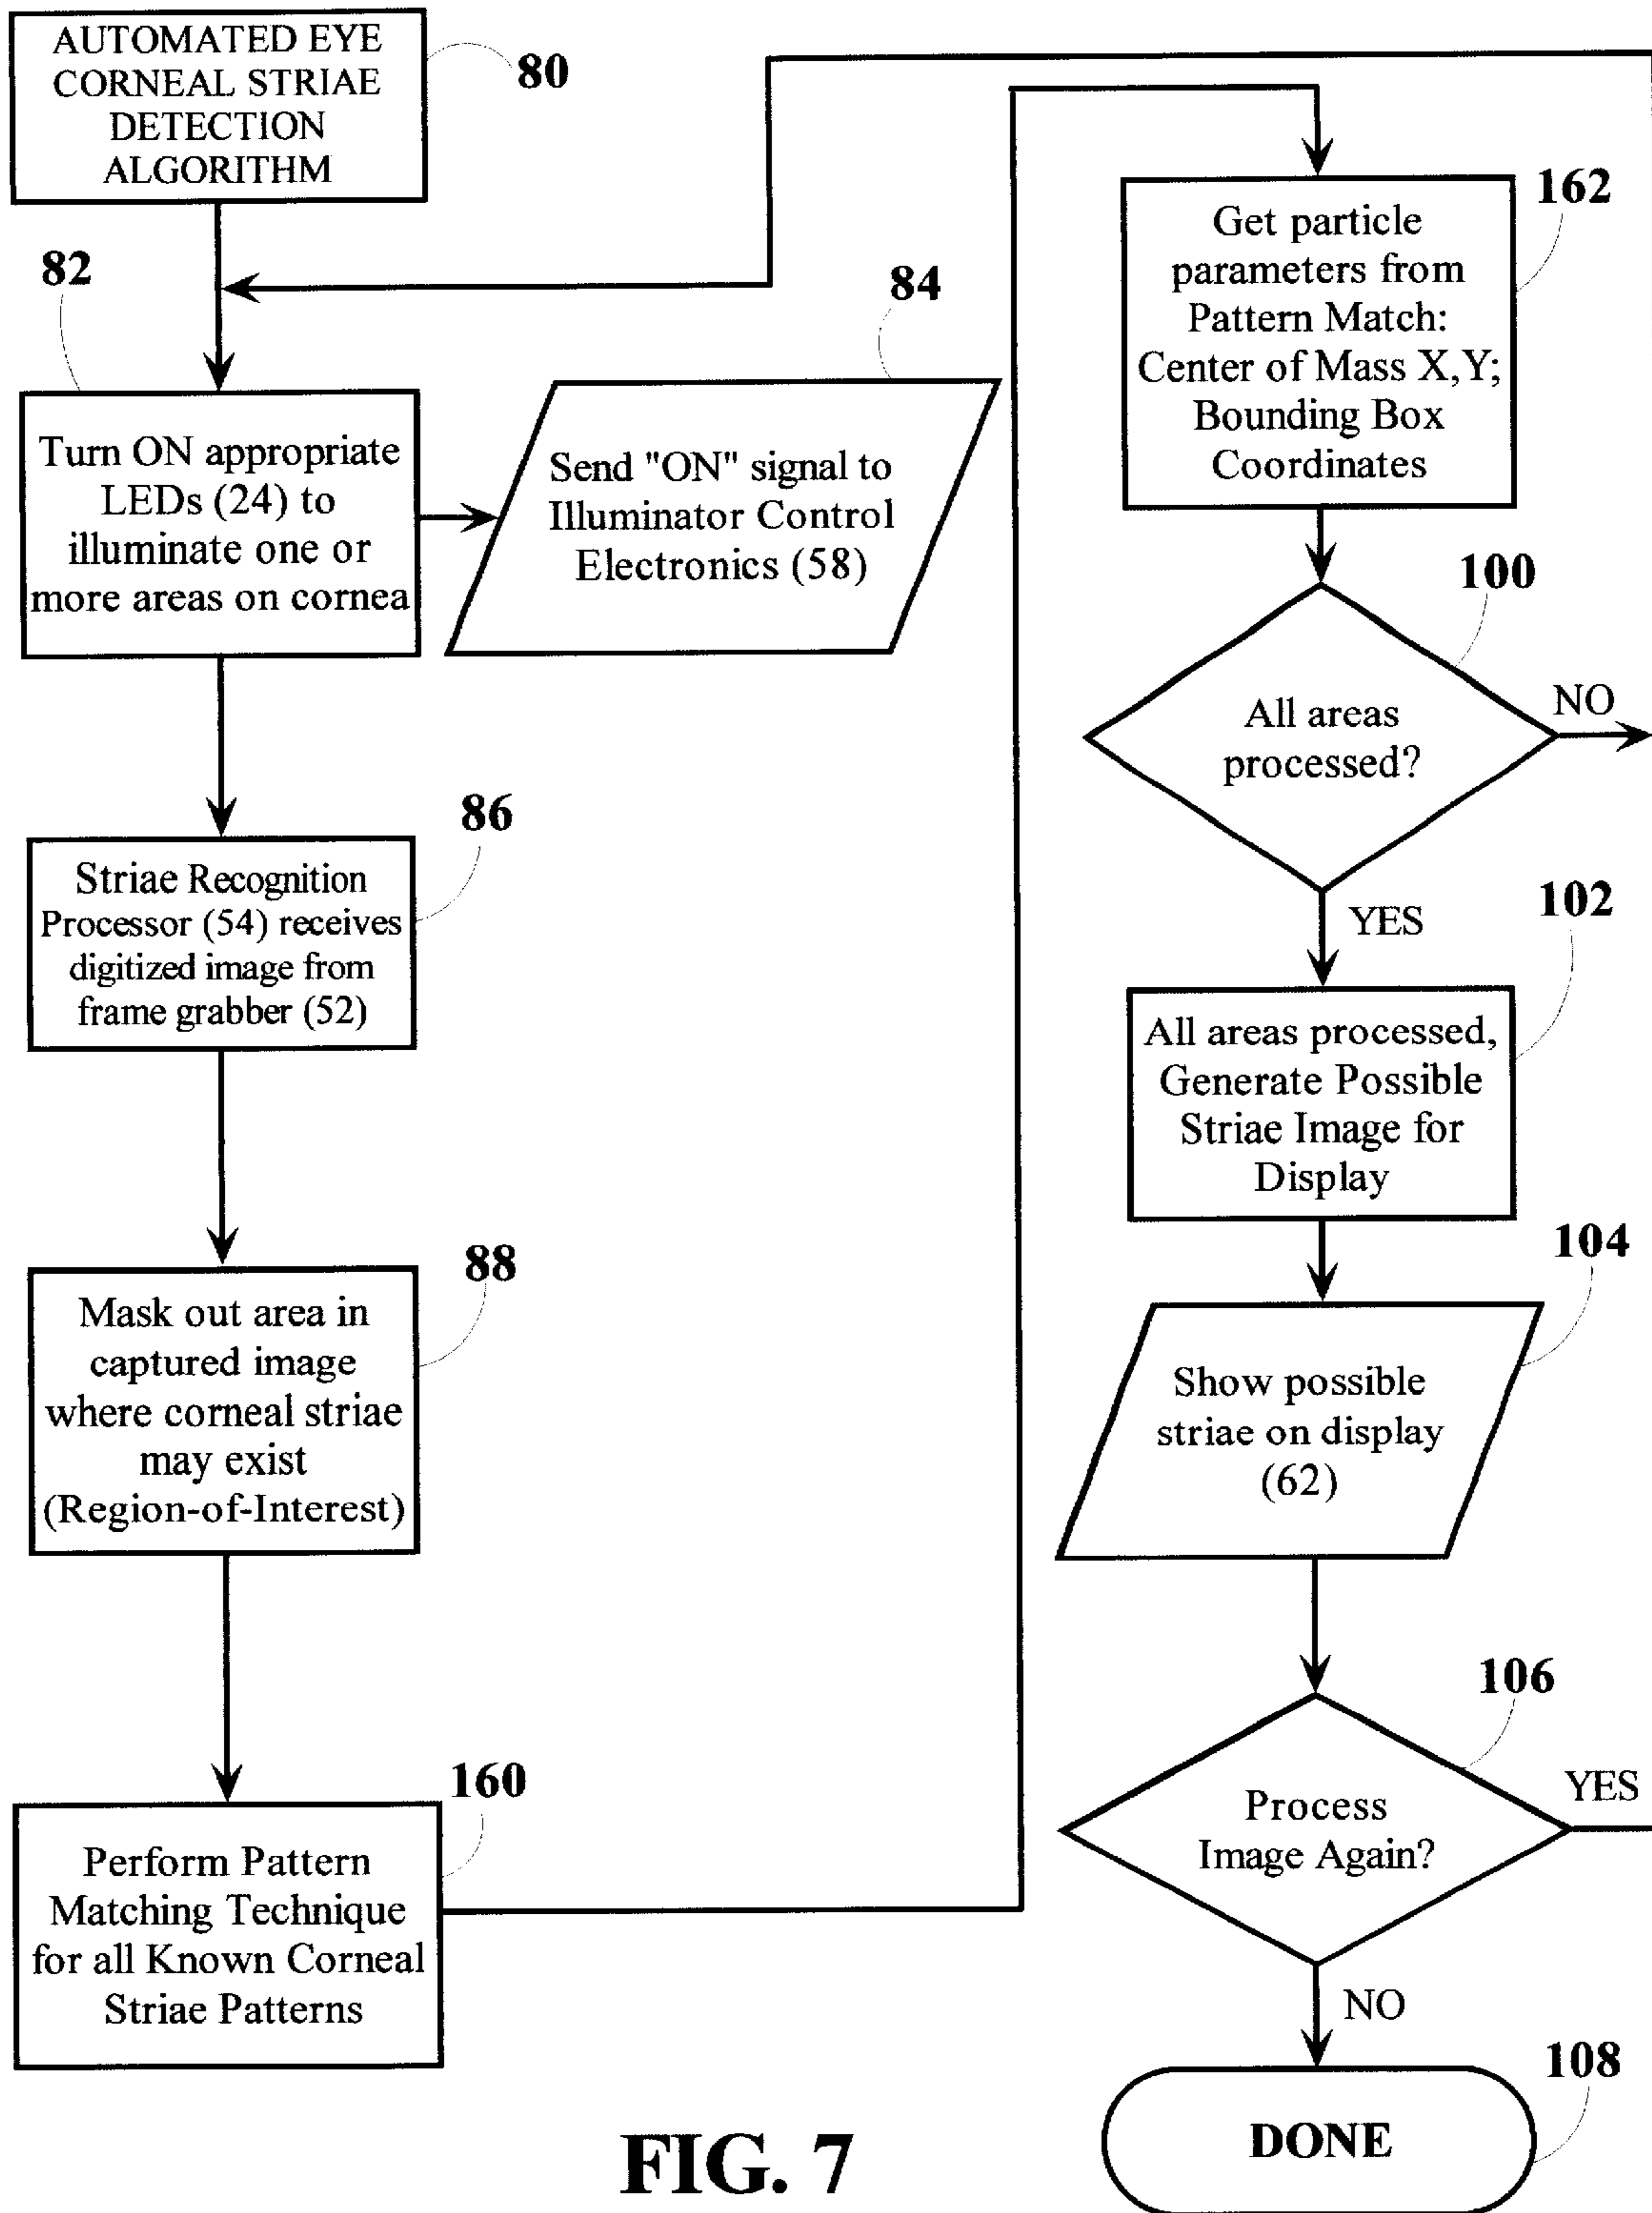 AUTOMATED EYE
CORNEAL STRIAE
DETECTION
ALGORITHM
80
82
Turn ON appropriate
LEDs (24) to
illuminate one or
more areas on cornea
84
Send "ON" signal to
Illuminator Control
Electronics (58)
86
Striae Recognition
Processor (54) receives
digitized image from
frame grabber (52)
88
Mask out area in
captured image
where corneal striae
may exist
(Region-of-Interest)
160
Perform Pattern
Matching Technique
for all Known Corneal
Striae Patterns
162
Get particle
parameters from
Pattern Match:
Center of Mass X,Y;
Bounding Box
Coordinates
100
All areas
processed?
NO
YES
102
All areas processed,
Generate Possible
Striae Image for
Display
104
Show possible
striae on display
(62)
106
Process
Image Again?
YES
NO
108
DONE
FIG. 7